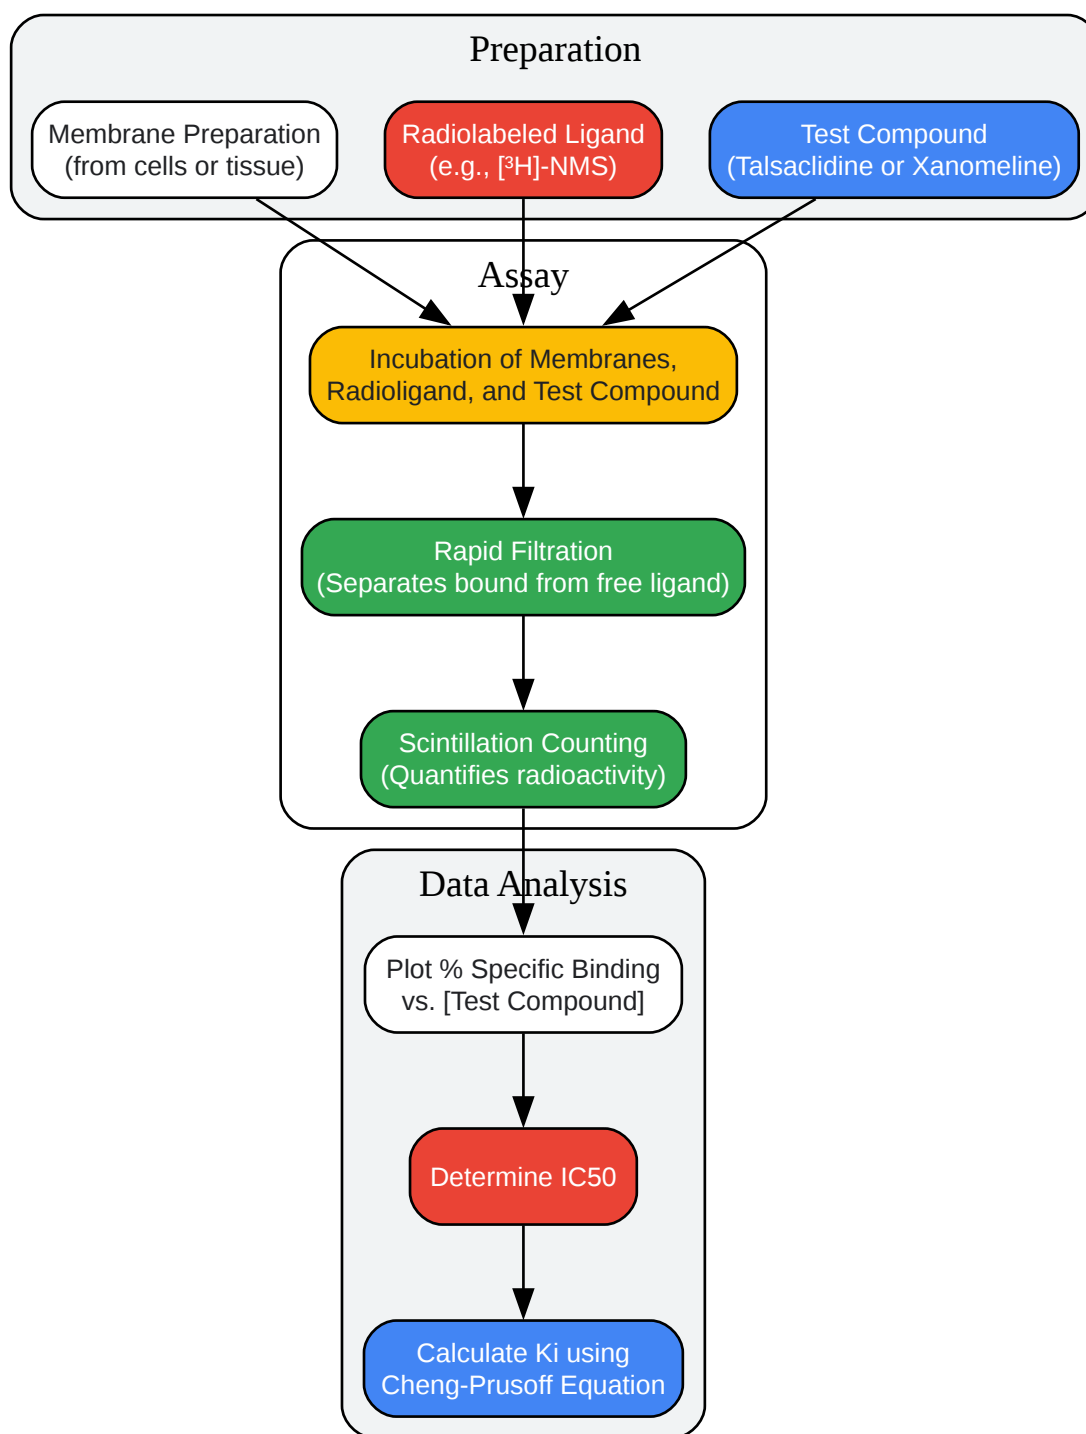 Preparation
Membrane Preparation
(from cells or tissue)
Radiolabeled Ligand
(e.g., [³H]-NMS)
Test Compound
(Talsaclidine or Xanomeline)
Assay
Incubation of Membranes,
Radioligand, and Test Compound
Rapid Filtration
(Separates bound from free ligand)
Scintillation Counting
(Quantifies radioactivity)
Data Analysis
Plot % Specific Binding
vs. [Test Compound]
Determine IC50
Calculate Ki using
Cheng-Prusoff Equation